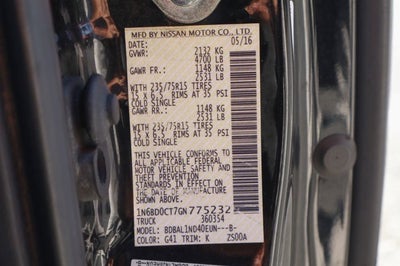 MFD BY NISSAN MOTOR CO., LTD.
DATE: 05/16
GVWR: 2132 KG
4700 LB
GAWR FR.: 1148 KG
2531 LB
WITH 235/75R15 TIRES
15 x 6.5 RIMS AT 35 PSI
COLD SINGLE
GAWR RR.: 1148 KG
2531 LB
WITH 235/75R15 TIRES
15 x 6.5 RIMS AT 35 PSI
COLD SINGLE
THIS VEHICLE CONFORMS TO
ALL APPLICABLE FEDERAL
MOTOR VEHICLE SAFETY AND
THEFT PREVENTION
STANDARDS IN EFFECT ON
THE DATE OF MANUFACTURE
SHOWN ABOVE.
1N6BD0CT7GN775232
TRUCK 360354
MODEL: BDBALIND40EUN---B-
COLOR: G41 TRIM: K ZS00A